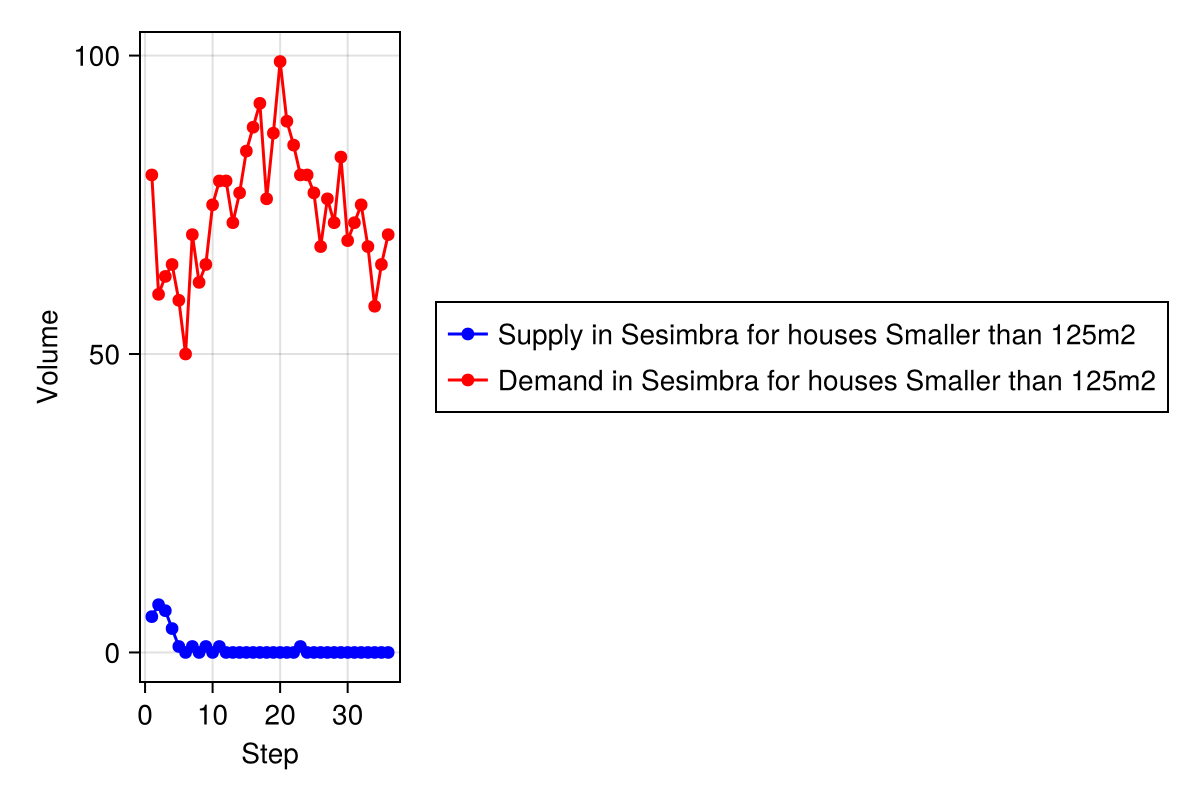 100
50
0
Volume
0 10 20 30
Step
Supply in Sesimbra for houses Smaller than 125m2
Demand in Sesimbra for houses Smaller than 125m2